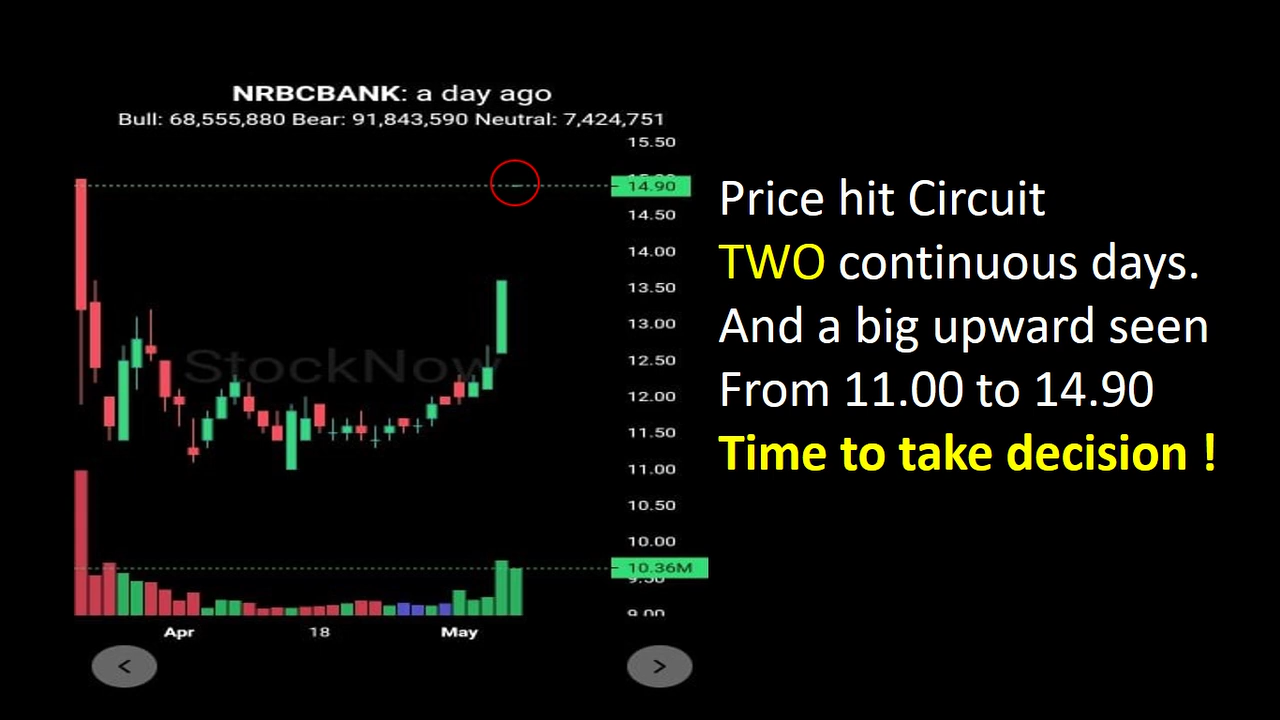 NRBCBANK: a day ago
Bull: 68,555,880 Bear: 91,843,590 Neutral: 7,424,751
15.50
14.90
14.50
14.00
13.50
13.00
12.50
12.00
11.50
11.00
10.50
10.00
10.36M
9.50
9.00
StockNow
Apr
18
May
<
>
Price hit Circuit
TWO continuous days.
And a big upward seen
From 11.00 to 14.90
Time to take decision !